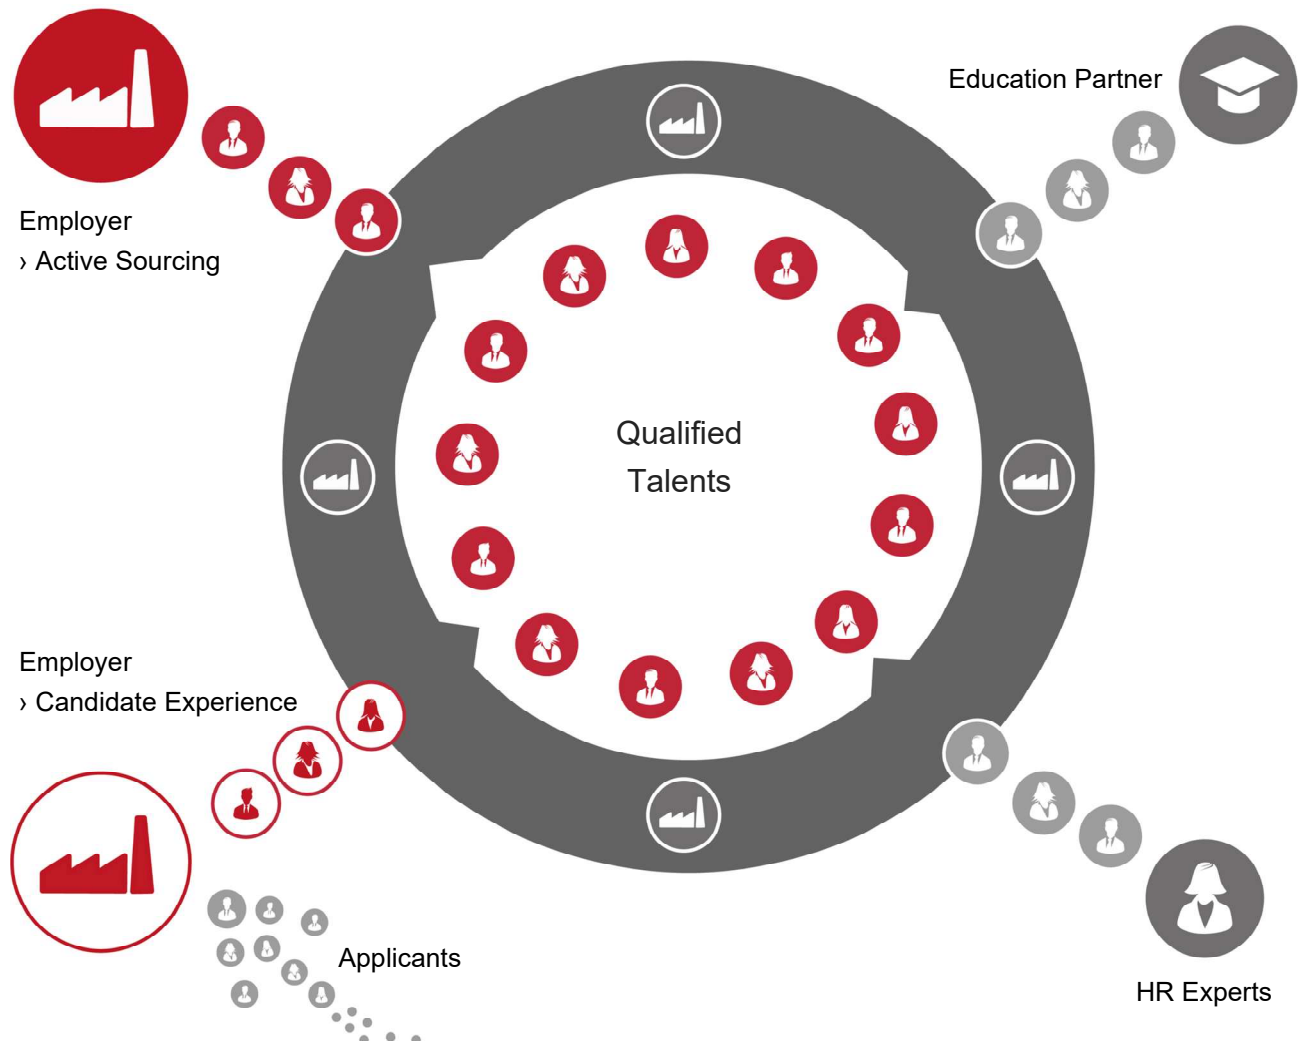 Education Partner
Employer
› Active Sourcing
Qualified
Talents
Employer
› Candidate Experience
Applicants
HR Experts